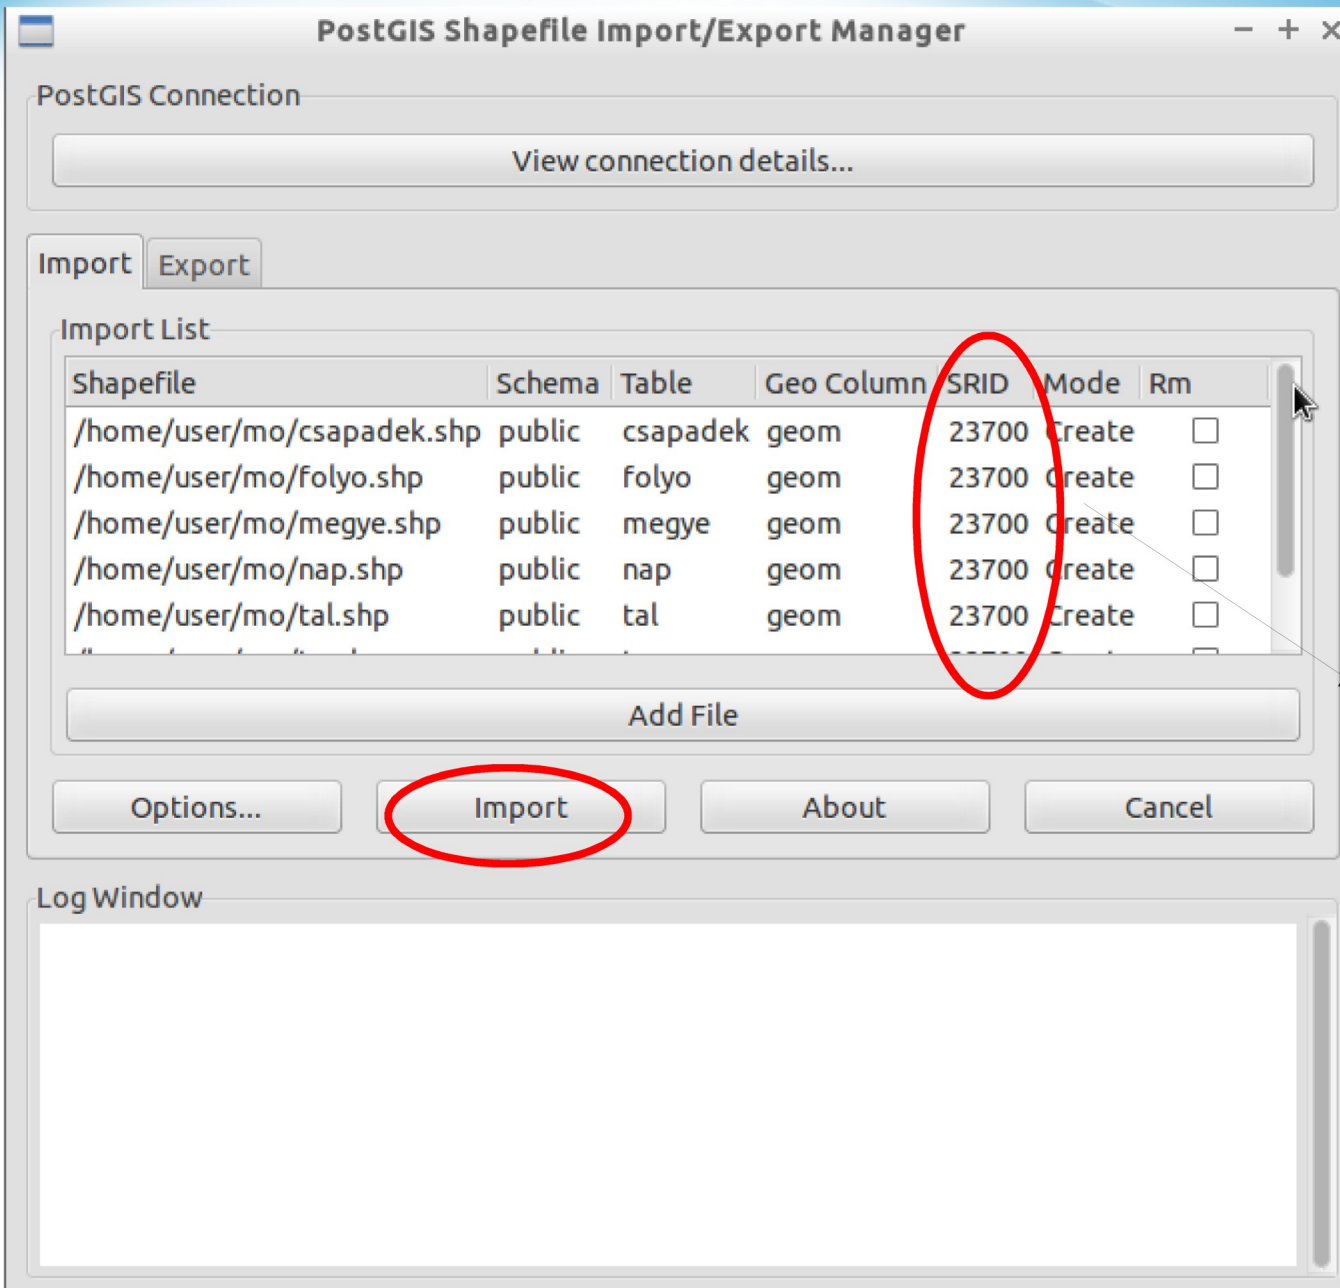 PostGIS Shapefile Import/Export Manager
PostGIS Connection
View connection details...
Import Export
Import List
Shapefile Schema Table Geo Column SRID Mode Rm
/home/user/mo/csapadek.shp public csapadek geom 23700 Create
/home/user/mo/folyo.shp public folyo geom 23700 Create
/home/user/mo/megye.shp public megye geom 23700 Create
/home/user/mo/nap.shp public nap geom 23700 Create
/home/user/mo/tal.shp public tal geom 23700 Create
Add File
Options... Import About Cancel
Log Window